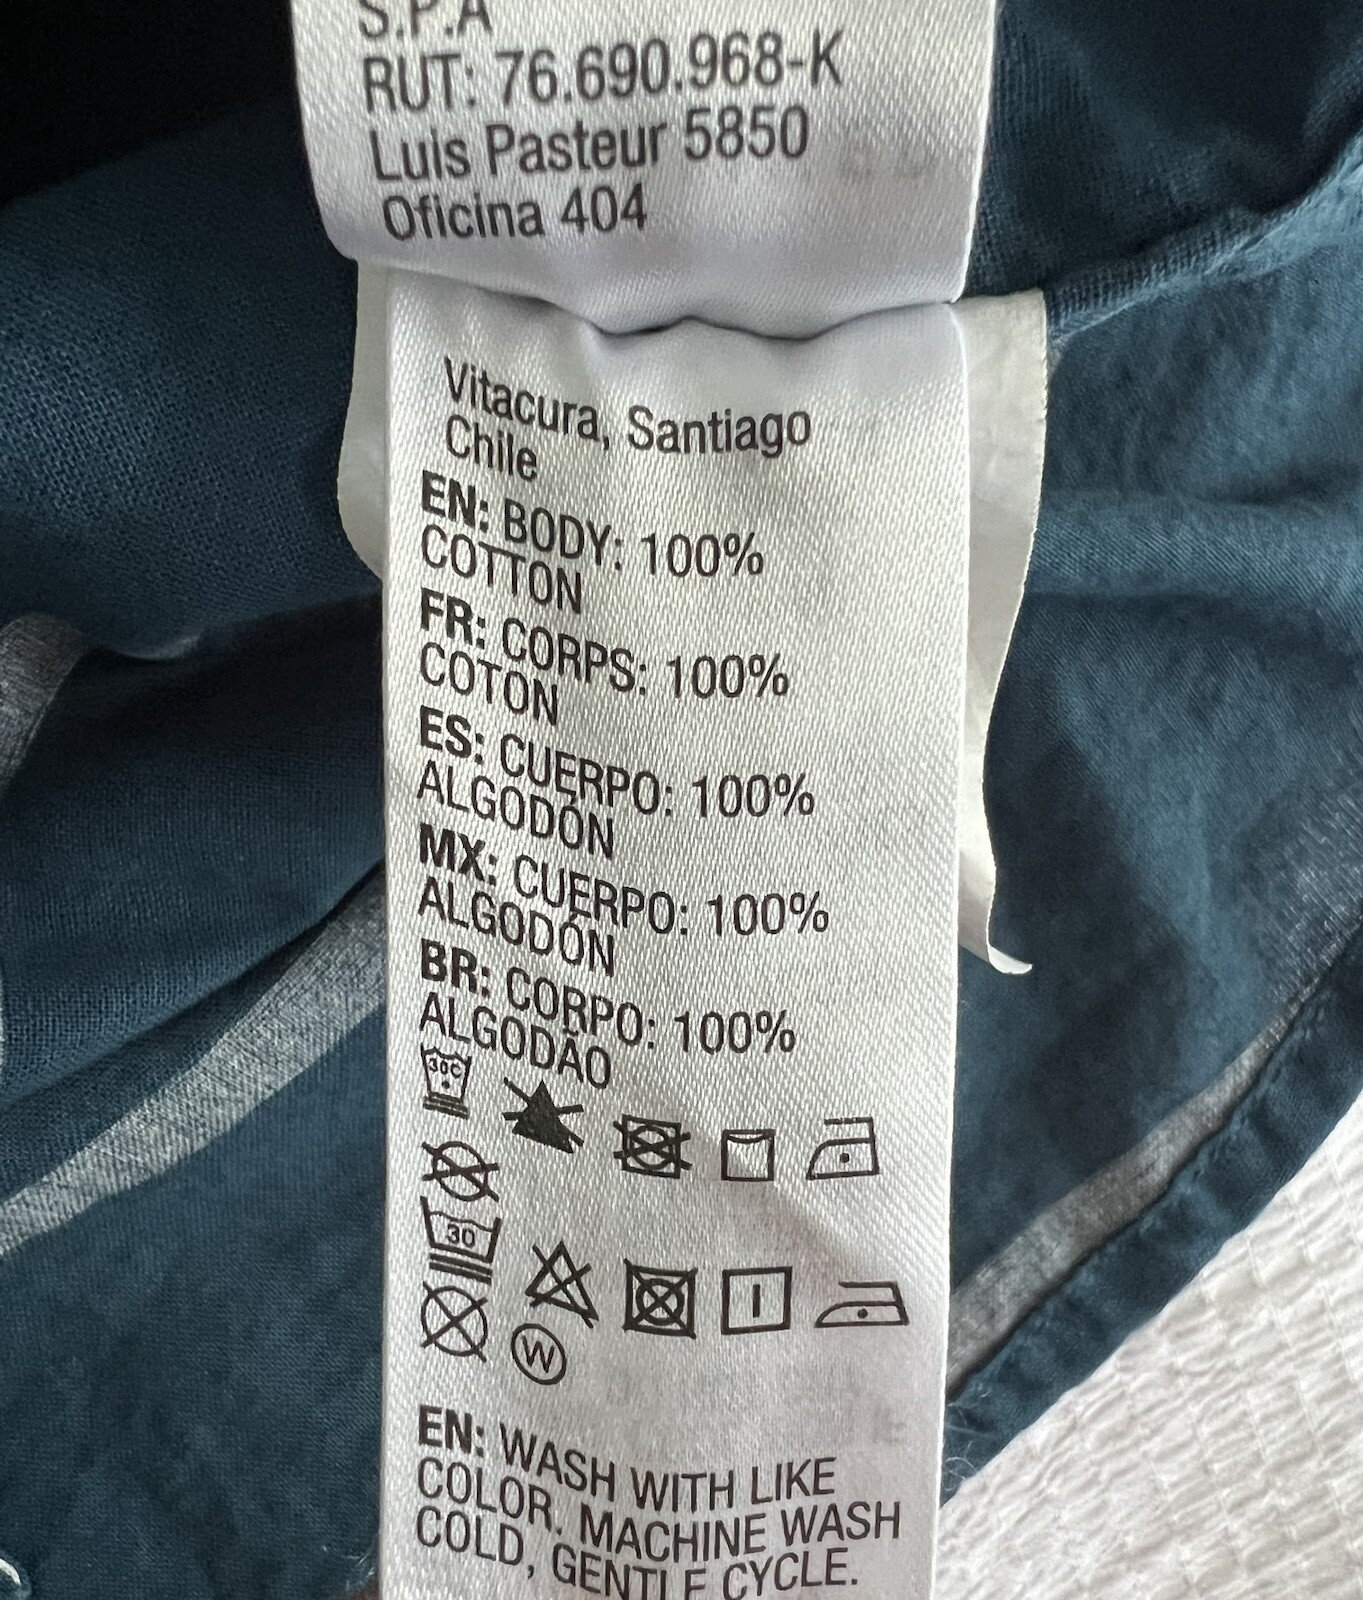 S.P.A
RUT: 76.690.968-K
Luis Pasteur 5850
Oficina 404
Vitacura, Santiago
Chile
EN: BODY: 100%
COTTON
FR: CORPS: 100%
COTON
ES: CUERPO: 100%
ALGODÓN
MX: CUERPO: 100%
ALGODÓN
BR: CORPO: 100%
ALGODÃO
30C
30
W
EN: WASH WITH LIKE
COLOR. MACHINE WASH
COLD, GENTLE CYCLE.